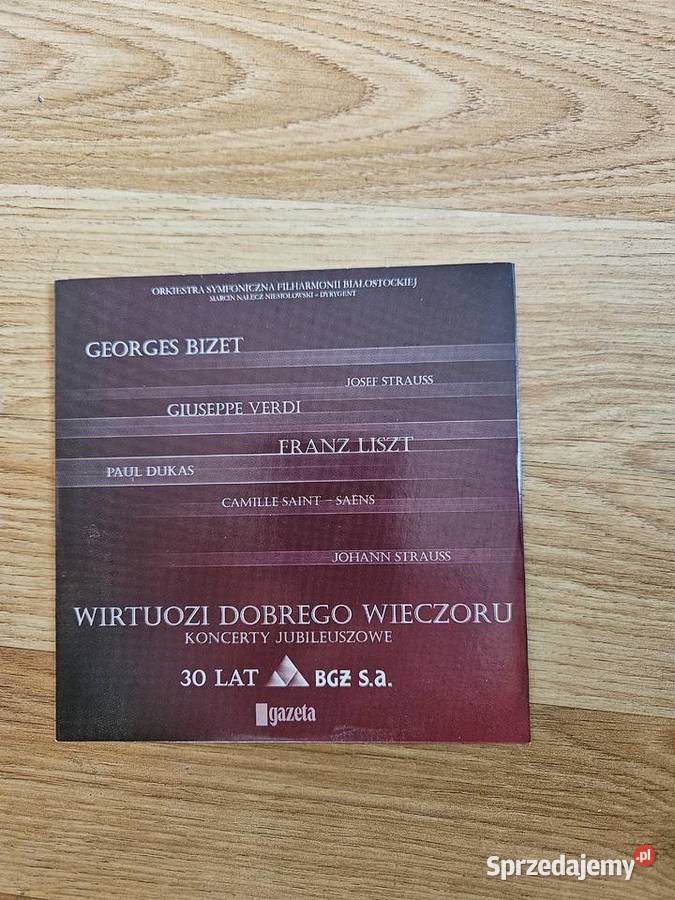 ORKIESTRA SYMFONICZNA FILHARMONII BIAŁOSTOCKIEJ
MARCIN NAŁĘCZ NIESIOŁOWSKI – DYRYGENT
GEORGES BIZET
JOSEF STRAUSS
GIUSEPPE VERDI
FRANZ LISZT
PAUL DUKAS
CAMILLE SAINT – SAENS
JOHANN STRAUSS
WIRTUOZI DOBREGO WIECZORU
KONCERTY JUBILEUSZOWE
30 LAT BGŻ S.A.
gazeta
Sprzedajemy.pl